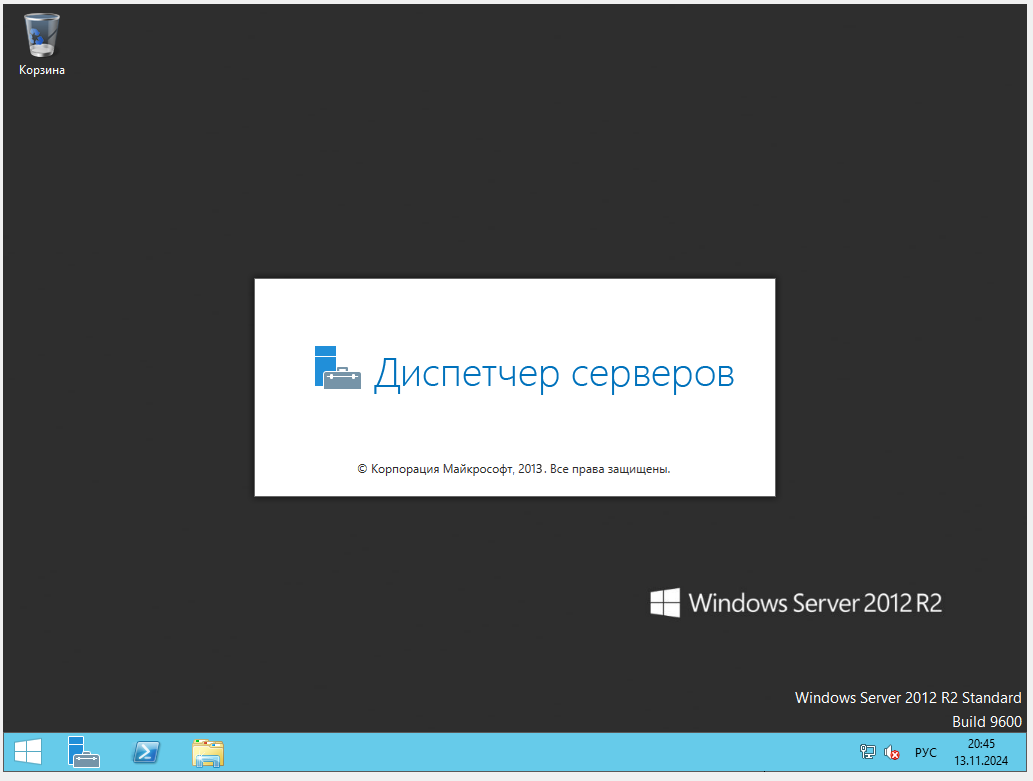 Корзина
Диспетчер серверов
© Корпорация Майкрософт, 2013. Все права защищены.
Windows Server 2012 R2
Windows Server 2012 R2 Standard
Build 9600
РУС
20:45
13.11.2024